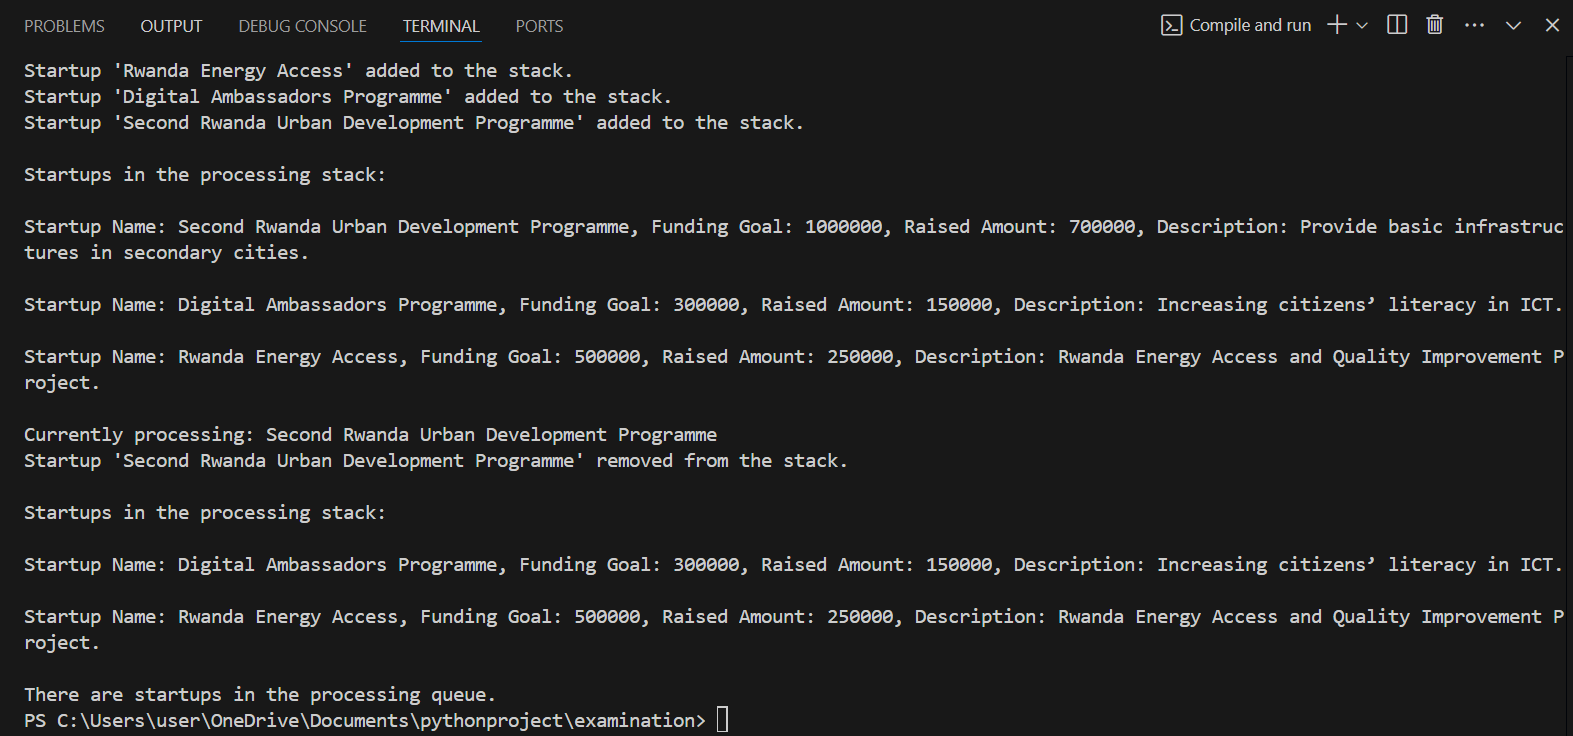 PROBLEMS OUTPUT DEBUG CONSOLE TERMINAL PORTS Compile and run
Startup 'Rwanda Energy Access' added to the stack.
Startup 'Digital Ambassadors Programme' added to the stack.
Startup 'Second Rwanda Urban Development Programme' added to the stack.
Startups in the processing stack:
Startup Name: Second Rwanda Urban Development Programme, Funding Goal: 1000000, Raised Amount: 700000, Description: Provide basic infrastruc
tures in secondary cities.
Startup Name: Digital Ambassadors Programme, Funding Goal: 300000, Raised Amount: 150000, Description: Increasing citizens’ literacy in ICT.
Startup Name: Rwanda Energy Access, Funding Goal: 500000, Raised Amount: 250000, Description: Rwanda Energy Access and Quality Improvement P
roject.
Currently processing: Second Rwanda Urban Development Programme
Startup 'Second Rwanda Urban Development Programme' removed from the stack.
Startups in the processing stack:
Startup Name: Digital Ambassadors Programme, Funding Goal: 300000, Raised Amount: 150000, Description: Increasing citizens’ literacy in ICT.
Startup Name: Rwanda Energy Access, Funding Goal: 500000, Raised Amount: 250000, Description: Rwanda Energy Access and Quality Improvement P
roject.
There are startups in the processing queue.
PS C:\Users\user\OneDrive\Documents\pythonproject\examination>